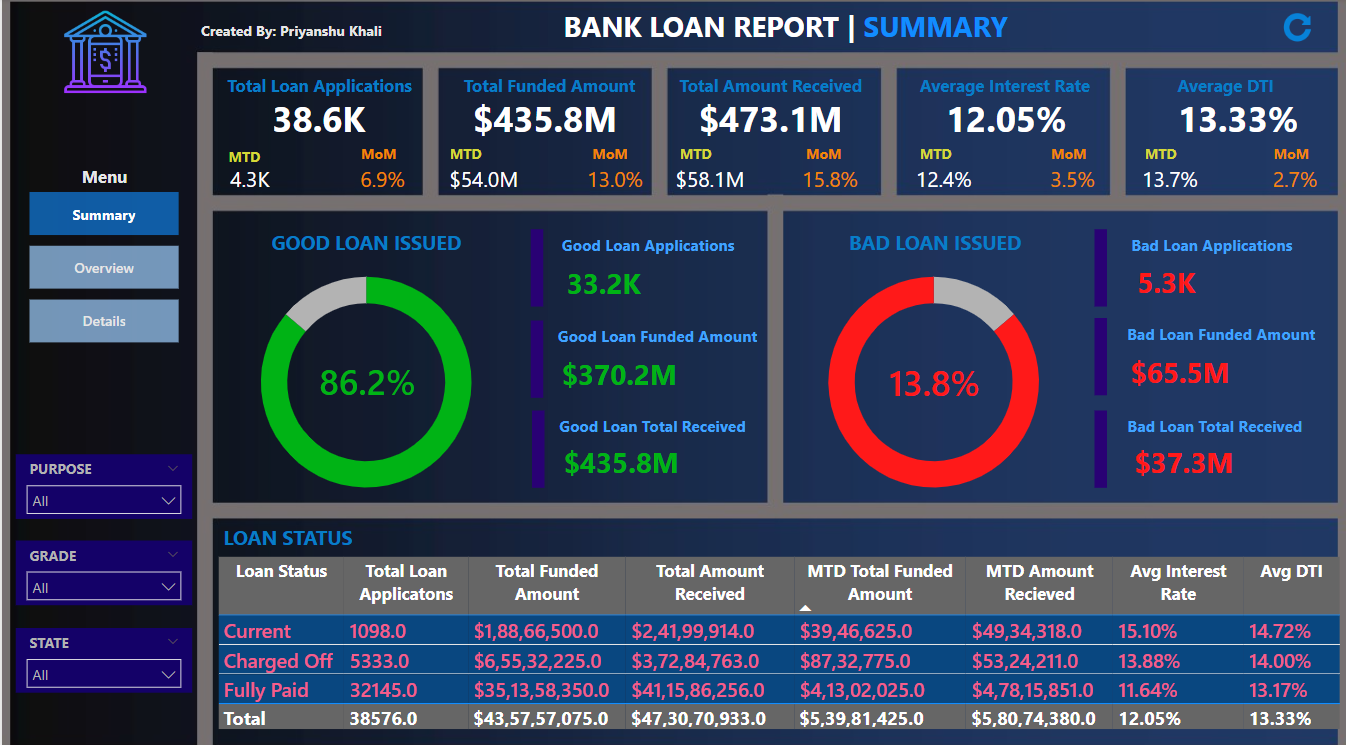 Created By: Priyanshu Khali
BANK LOAN REPORT | SUMMARY
Menu
Summary
Overview
Details
PURPOSE
All
GRADE
All
STATE
All
Total Loan Applications
38.6K
MTD
MoM
4.3K
6.9%
Total Funded Amount
$435.8M
MTD
MoM
$54.0M
13.0%
Total Amount Received
$473.1M
MTD
MoM
$58.1M
15.8%
Average Interest Rate
12.05%
MTD
MoM
12.4%
3.5%
Average DTI
13.33%
MTD
MoM
13.7%
2.7%
GOOD LOAN ISSUED
86.2%
Good Loan Applications
33.2K
Good Loan Funded Amount
$370.2M
Good Loan Total Received
$435.8M
BAD LOAN ISSUED
13.8%
Bad Loan Applications
5.3K
Bad Loan Funded Amount
$65.5M
Bad Loan Total Received
$37.3M
LOAN STATUS
Loan Status Total Loan Applicatons Total Funded Amount Total Amount Received MTD Total Funded Amount MTD Amount Recieved Avg Interest Rate Avg DTI
Current 1098.0 $1,88,66,500.0 $2,41,99,914.0 $39,46,625.0 $49,34,318.0 15.10% 14.72%
Charged Off 5333.0 $6,55,32,225.0 $3,72,84,763.0 $87,32,775.0 $53,24,211.0 13.88% 14.00%
Fully Paid 32145.0 $35,13,58,350.0 $41,15,86,256.0 $4,13,02,025.0 $4,78,15,851.0 11.64% 13.17%
Total 38576.0 $43,57,57,075.0 $47,30,70,933.0 $5,39,81,425.0 $5,80,74,380.0 12.05% 13.33%